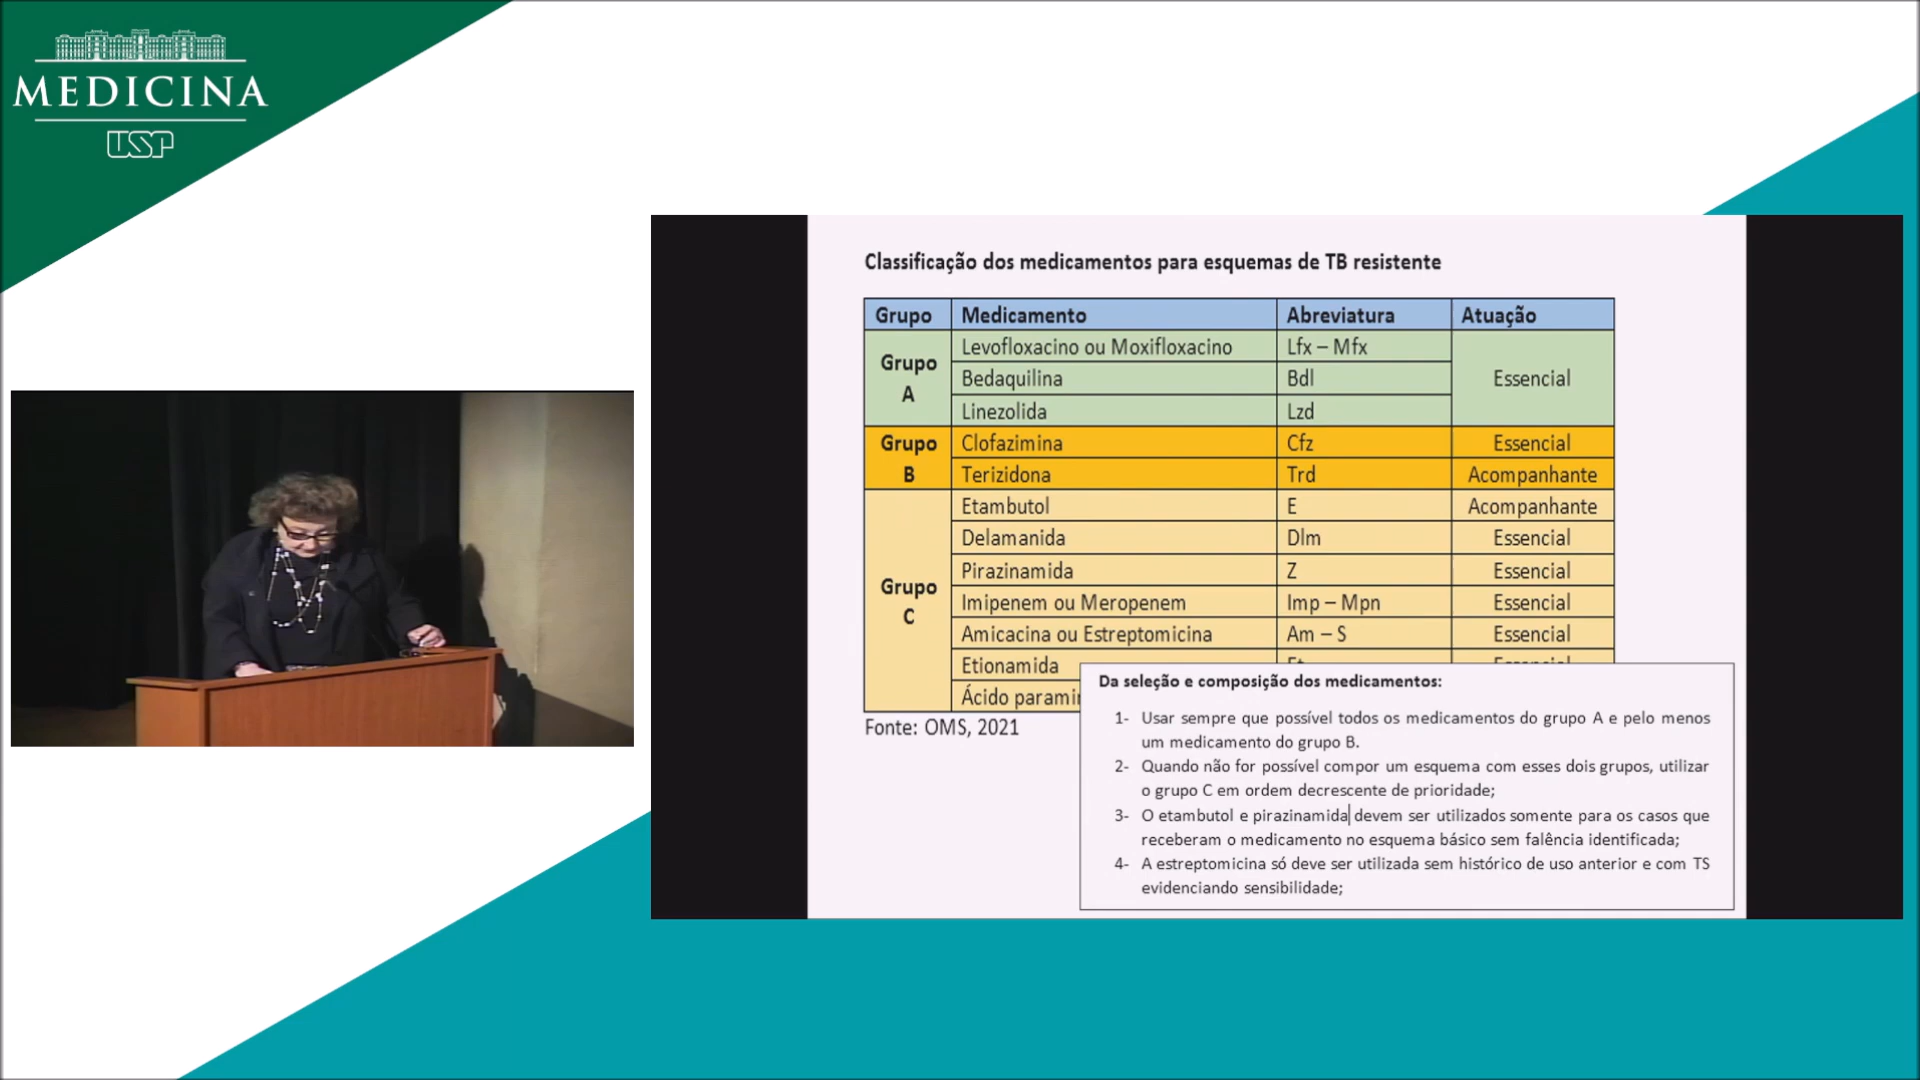 MEDICINA
USP
Classificação dos medicamentos para esquemas de TB resistente
Grupo Medicamento Abreviatura Atuação
Grupo A
Levofloxacino ou Moxifloxacino Lfx – Mfx
Bedaquilina Bdl Essencial
Linezolida Lzd
Grupo B
Clofazimina Cfz Essencial
Terizidona Trd Acompanhante
Grupo C
Etambutol E Acompanhante
Delamanida Dlm Essencial
Pirazinamida Z Essencial
Imipenem ou Meropenem Imp – Mpn Essencial
Amicacina ou Estreptomicina Am – S Essencial
Etionamida
Ácido
Fonte: OMS, 2021
Da seleção e composição dos medicamentos:
1- Usar sempre que possível todos os medicamentos do grupo A e pelo menos
um medicamento do grupo B.
2- Quando não for possível compor um esquema com esses dois grupos, utilizar
o grupo C em ordem decrescente de prioridade;
3- O etambutol e pirazinamida devem ser utilizados somente para os casos que
receberam o medicamento no esquema básico sem falência identificada;
4- A estreptomicina só deve ser utilizada sem histórico de uso anterior e com TS
evidenciando sensibilidade;